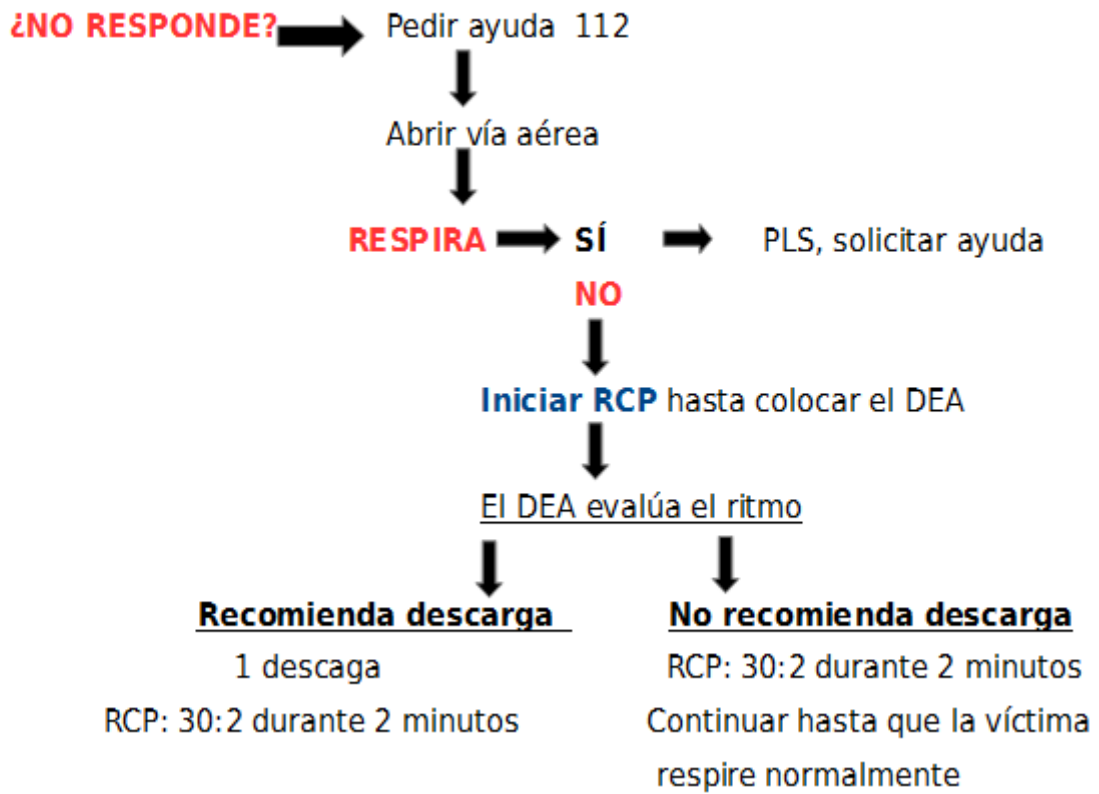 ¿NO RESPONDE? Pedir ayuda 112
Abrir vía aérea
RESPIRA SÍ PLS, solicitar ayuda
NO
Iniciar RCP hasta colocar el DEA
El DEA evalúa el ritmo
Recomienda descarga
1 descaga
RCP: 30:2 durante 2 minutos
No recomienda descarga
RCP: 30:2 durante 2 minutos
Continuar hasta que la víctima
respire normalmente